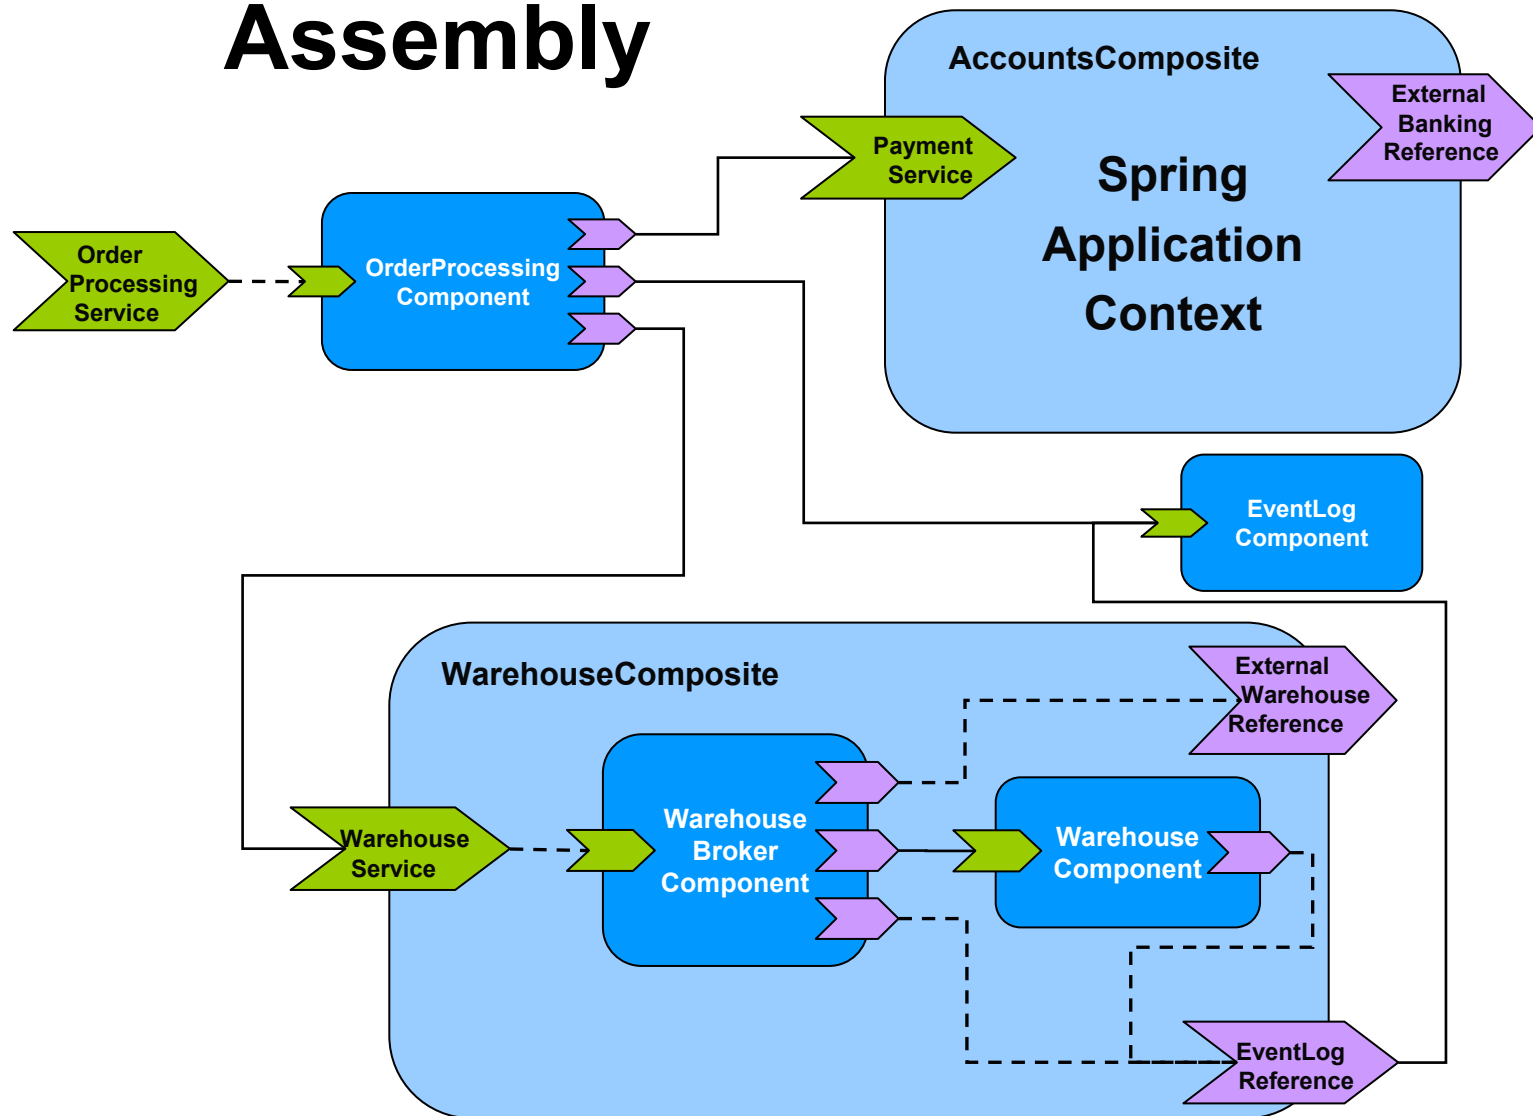 Assembly
AccountsComposite
External
Banking
Reference
Payment
Service
Spring
Application
Context
Order
Processing
Service
OrderProcessing
Component
EventLog
Component
WarehouseComposite
External
Warehouse
Reference
Warehouse
Service
Warehouse
Broker
Component
Warehouse
Component
EventLog
Reference